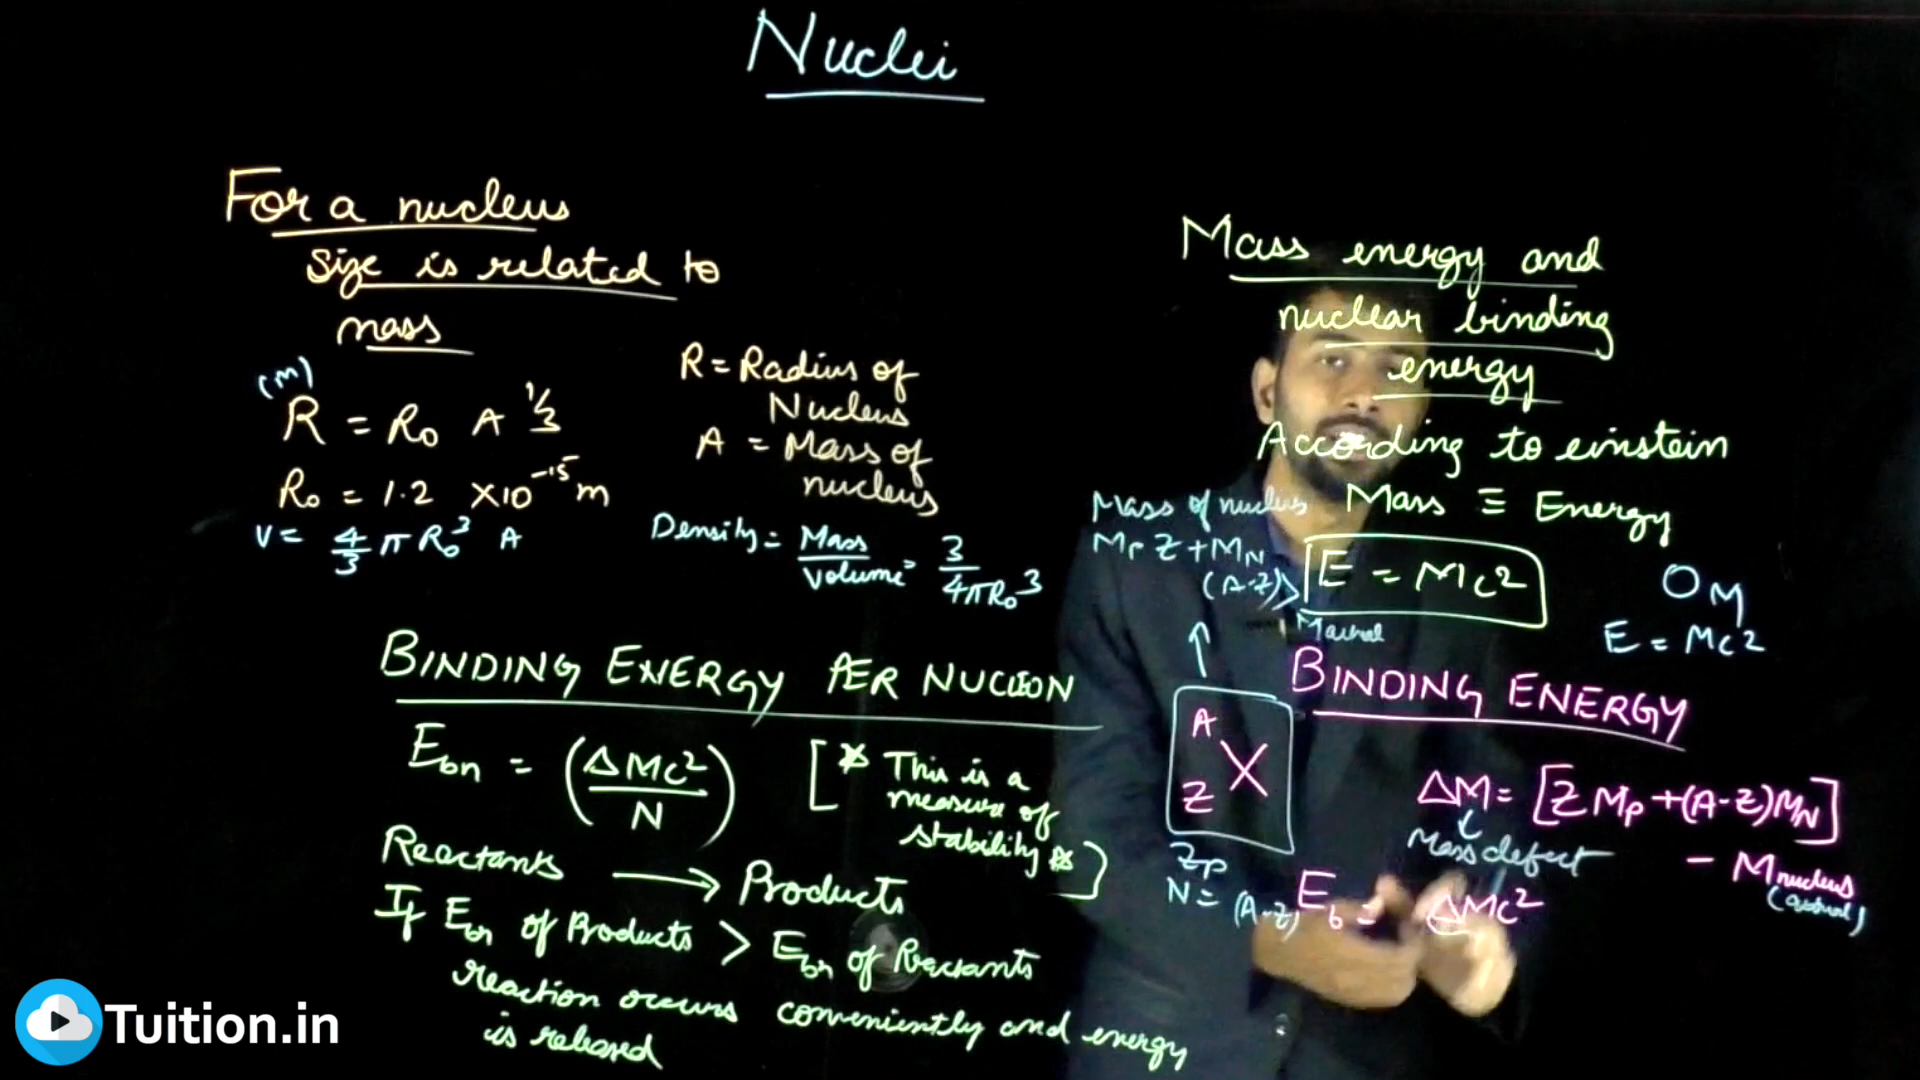 Nuclei
For a nucleus
size is related to
mass
(m)
R = R₀ A^1/3
R₀ = 1.2 ×10^-15 m
V = 4/3 π R₀³ A
R = Radius of
Nucleus
A = Mass of
nucleus
Density = Mass/Volume = 3/4πR₀³
BINDING ENERGY PER NUCLEON
Ebn = (ΔMc²/N)
[* This is a
measure of
stability *]
Reactants → Products
If Ebn of Products > Ebn of Reactants
reaction occurs conveniently and energy
is released
Mass energy and
nuclear binding
energy
According to einstein
Mass ≡ Energy
E = Mc²
Mass of nucleus
Mp Z + MN
(A-Z) >
Mactual
O M
E = Mc²
BINDING ENERGY
A
X
Z
Zp
N = (A-Z)
ΔM = [Z Mp + (A-Z) MN]
Mass defect
- Mnucleus
(actual)
Eb = ΔMc²
Tuition.in